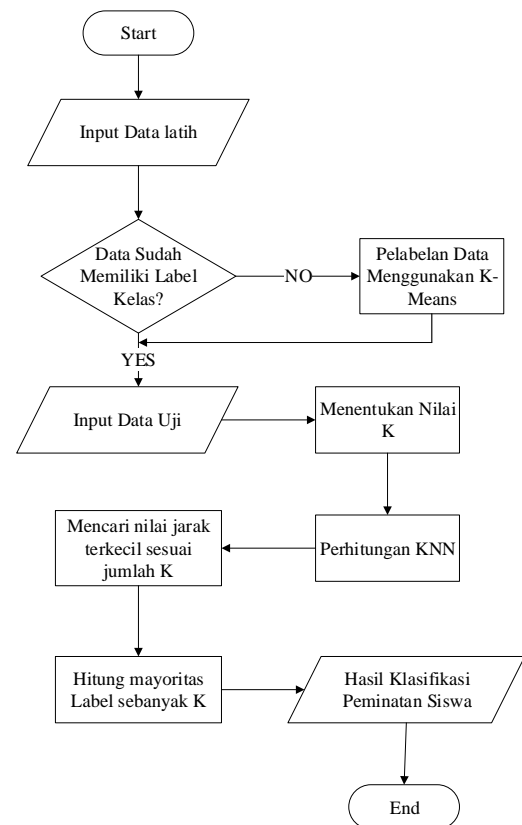 Start
Input Data latih
Data Sudah
Memiliki Label
Kelas?
NO
Pelabelan Data
Menggunakan K-
Means
YES
Input Data Uji
Menentukan Nilai
K
Mencari nilai jarak
terkecil sesuai
jumlah K
Perhitungan KNN
Hitung mayoritas
Label sebanyak K
Hasil Klasifikasi
Peminatan Siswa
End